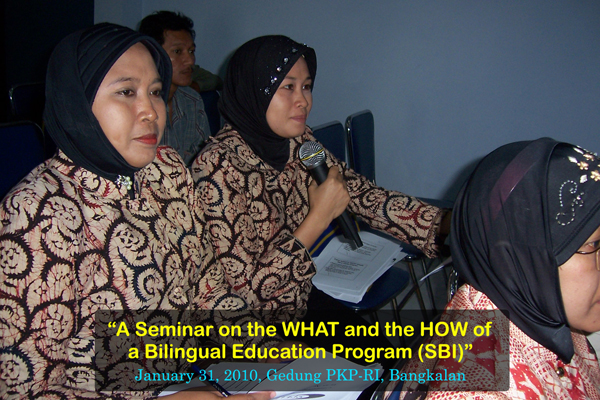 “A Seminar on the WHAT and the HOW of
a Bilingual Education Program (SBI)”
January 31, 2010, Gedung PKP-RI, Bangkalan